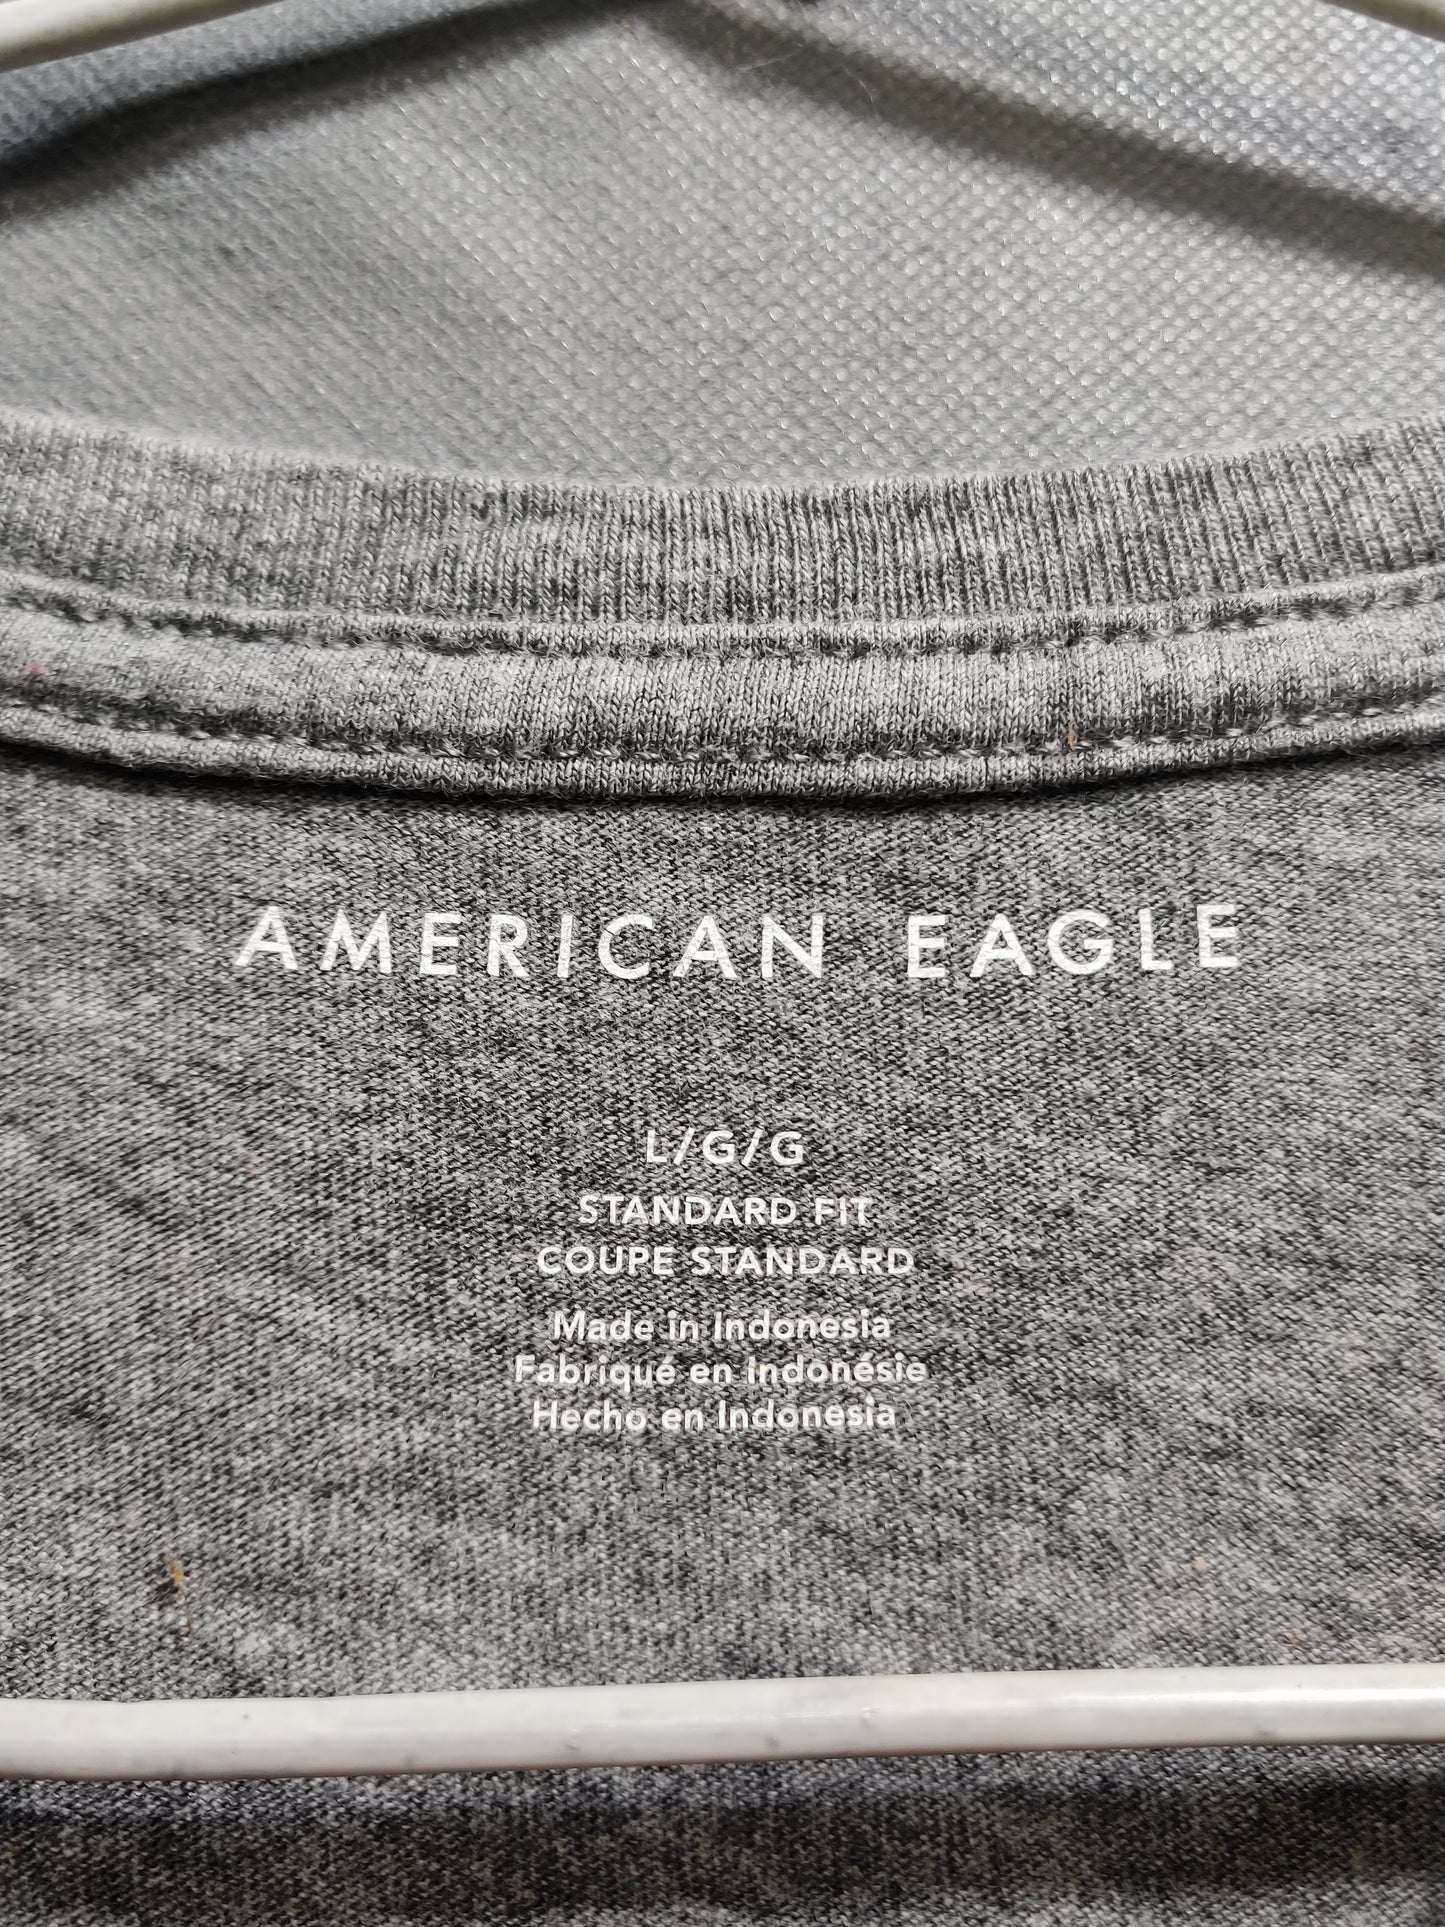 AMERICAN EAGLE
L/G/G
STANDARD FIT
COUPE STANDARD
Made in Indonesia
Fabriqué en Indonésie
Hecho en Indonesia